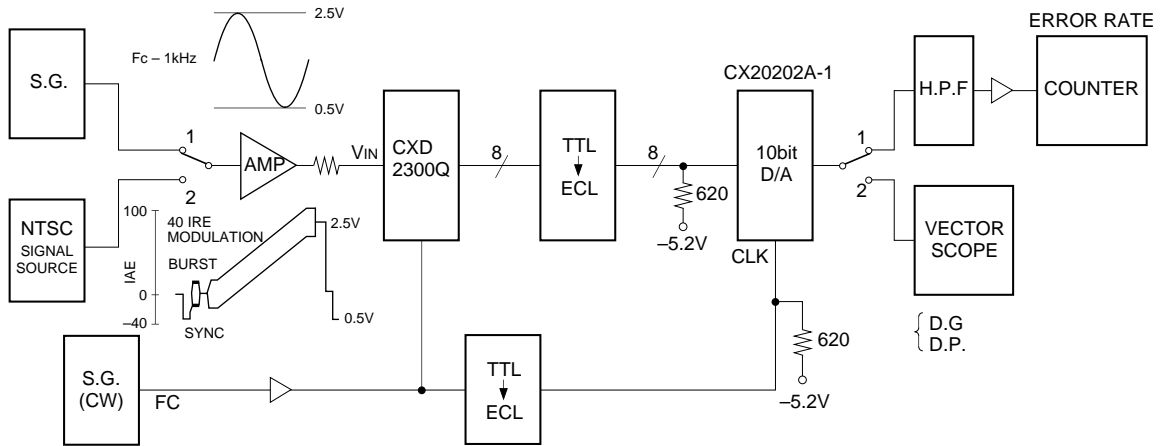 2.5V
Fc – 1kHz
0.5V
S.G.
1
2
AMP
VIN
CXD
2300Q
8
TTL
ECL
8
620
–5.2V
CX20202A-1
10bit
D/A
CLK
1
2
H.P.F
ERROR RATE
COUNTER
VECTOR
SCOPE
D.G
D.P.
NTSC
SIGNAL
SOURCE
100
IAE
0
–40
40 IRE
MODULATION
BURST
SYNC
2.5V
0.5V
S.G.
(CW)
FC
TTL
ECL
620
–5.2V